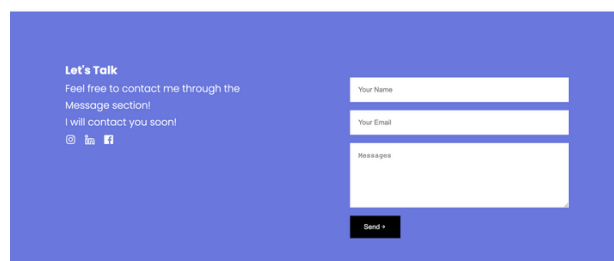 Let's Talk
Feel free to contact me through the
Message section!
I will contact you soon!
Your Name
Your Email
Messages
Send →